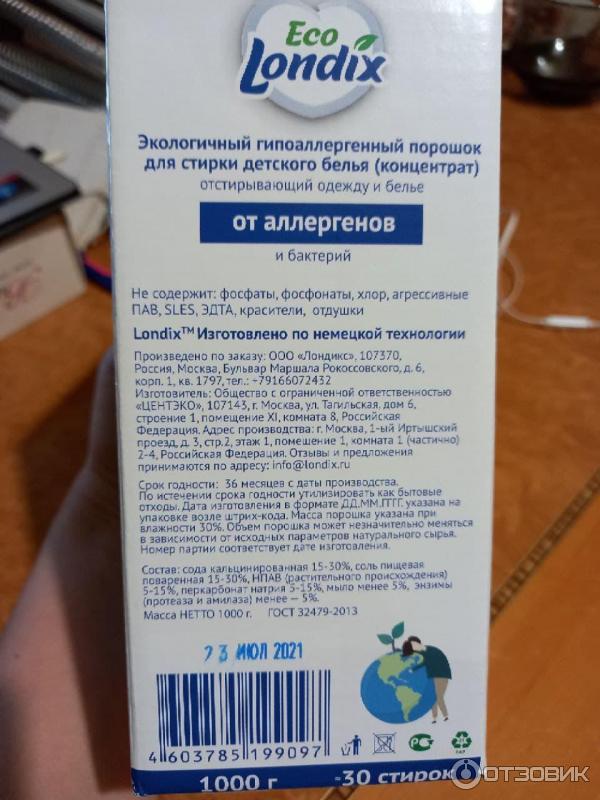 Eco
Londix
Экологичный гипоаллергенный порошок
для стирки детского белья (концентрат)
отстирывающий одежду и белье
от аллергенов
и бактерий
Не содержит: фосфаты, фосфонаты, хлор, агрессивные
ПАВ, SLES, ЭДТА, красители, отдушки
Londix™ Изготовлено по немецкой технологии
Произведено по заказу: ООО «Лондикс», 107370,
Россия, Москва, Бульвар Маршала Рокоссовского, д. 6,
корп. 1, кв. 1797, тел.: +79166072432
Изготовитель: Общество с ограниченной ответственностью
«ЦЕНТЭКО», 107143, г. Москва, ул. Тагильская, дом 6,
строение 1, помещение XI, комната 8, Российская
Федерация. Адрес производства: г. Москва, 1-ый Иртышский
проезд, д. 3, стр.2, этаж 1, помещение 1, комната 1 (частично)
2-4, Российская Федерация. Отзывы и предложения
принимаются по адресу: info@londix.ru
Срок годности: 36 месяцев с даты производства.
По истечении срока годности утилизировать как бытовые
отходы. Дата изготовления в формате ДД.ММ.ГГГГ. указана на
упаковке возле штрих-кода. Масса порошка указана при
влажности 30%. Объем порошка может незначительно меняться
в зависимости от исходных параметров натурального сырья.
Номер партии соответствует дате изготовления.
Состав: сода кальцинированная 15-30%, соль пищевая
поваренная 15-30%, НПАВ (растительного происхождения)
5-15%, перкарбонат натрия 5-15%, мыло менее 5%, энзимы
(протеаза и амилаза) менее — 5%.
Масса НЕТТО 1000 г. ГОСТ 32479-2013
23 ИЮЛ 2021
4 603785 199097
1000 г ~30 стирок
ОТЗОВИК